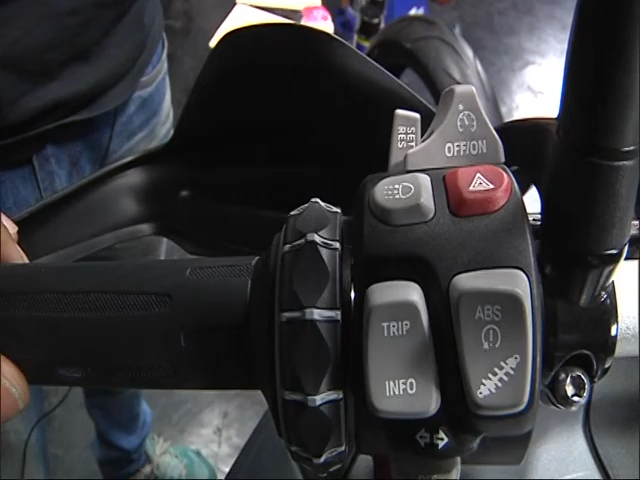 SET
RES
OFF/ON
ABS
TRIP
INFO